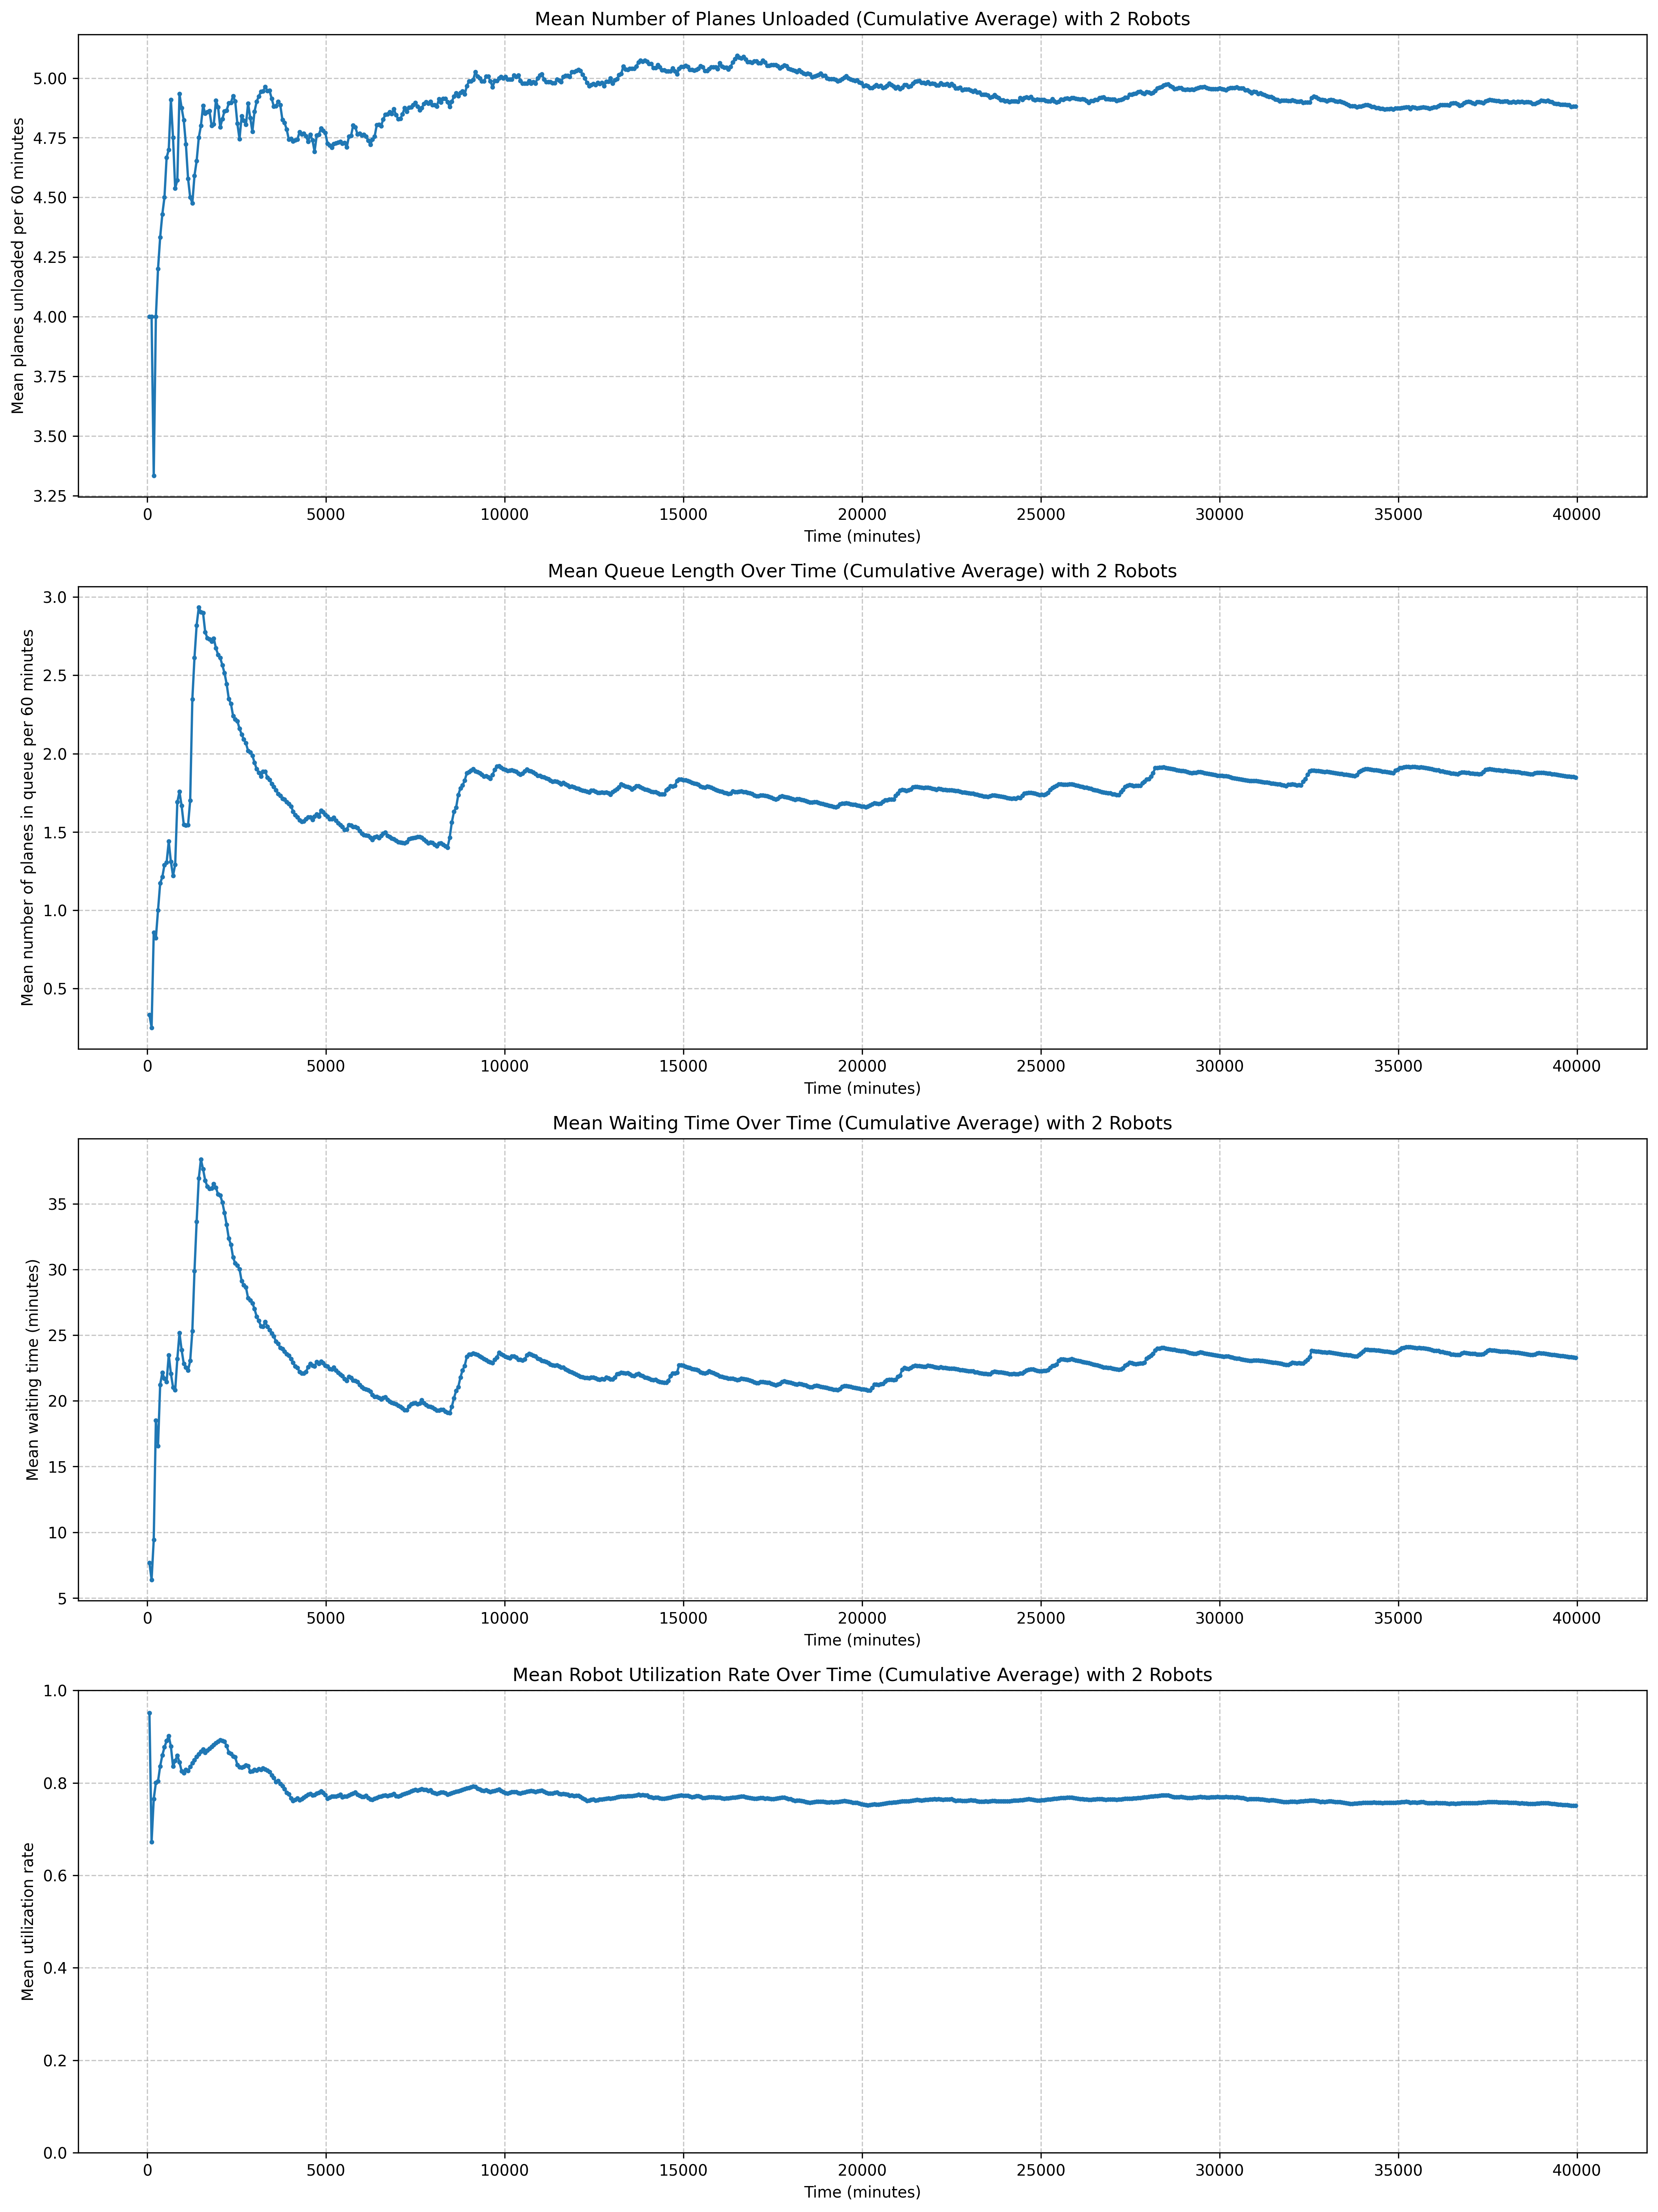 Mean Number of Planes Unloaded (Cumulative Average) with 2 Robots
Mean planes unloaded per 60 minutes
5.00
4.75
4.50
4.25
4.00
3.75
3.50
3.25
0 5000 10000 15000 20000 25000 30000 35000 40000
Time (minutes)
Mean Queue Length Over Time (Cumulative Average) with 2 Robots
Mean number of planes in queue per 60 minutes
3.0
2.5
2.0
1.5
1.0
0.5
0 5000 10000 15000 20000 25000 30000 35000 40000
Time (minutes)
Mean Waiting Time Over Time (Cumulative Average) with 2 Robots
Mean waiting time (minutes)
35
30
25
20
15
10
5
0 5000 10000 15000 20000 25000 30000 35000 40000
Time (minutes)
Mean Robot Utilization Rate Over Time (Cumulative Average) with 2 Robots
Mean utilization rate
1.0
0.8
0.6
0.4
0.2
0.0
0 5000 10000 15000 20000 25000 30000 35000 40000
Time (minutes)